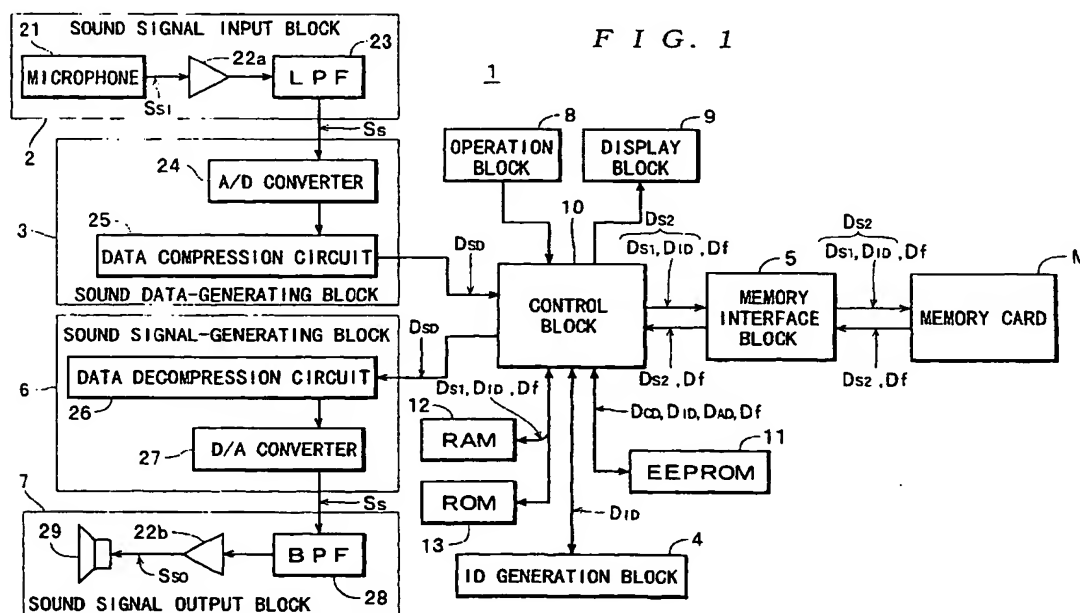 FIG. 1
1
SOUND SIGNAL INPUT BLOCK
21
22a
23
MICROPHONE
LPF
SS1
2
SS
24
A/D CONVERTER
3
25
DATA COMPRESSION CIRCUIT
SOUND DATA-GENERATING BLOCK
DSD
SOUND SIGNAL-GENERATING BLOCK
DSD
DATA DECOMPRESSION CIRCUIT
6
26
27
D/A CONVERTER
7
SS
29
22b
BPF
SSO
28
SOUND SIGNAL OUTPUT BLOCK
8
OPERATION BLOCK
9
DISPLAY BLOCK
10
CONTROL BLOCK
DS2
DS1, DID, Df
DS2, Df
5
MEMORY INTERFACE BLOCK
DS2
DS1, DID, Df
DS2, Df
M
MEMORY CARD
DS1, DID, Df
12
RAM
ROM
13
DCD, DID, DAD, Df
11
EEPROM
DID
4
ID GENERATION BLOCK